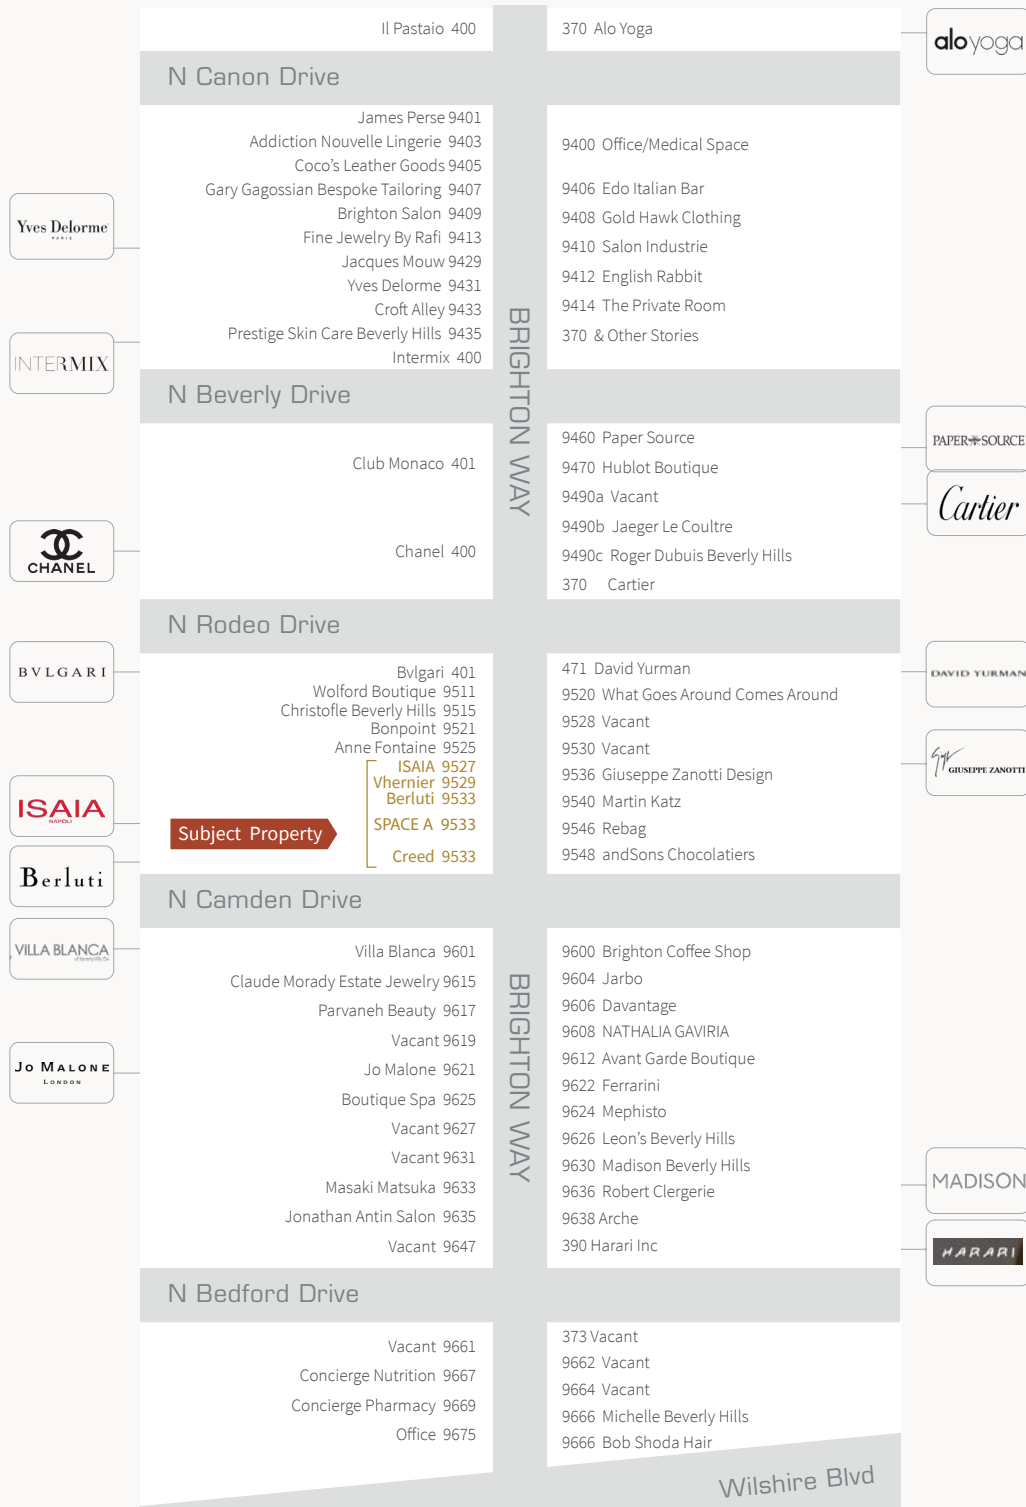 Il Pastaio 400
370 Alo Yoga
aloyoga
N Canon Drive
James Perse 9401
Addiction Nouvelle Lingerie 9403
Coco's Leather Goods 9405
Gary Gagossian Bespoke Tailoring 9407
Brighton Salon 9409
Fine Jewelry By Rafi 9413
Jacques Mouw 9429
Yves Delorme 9431
Croft Alley 9433
Prestige Skin Care Beverly Hills 9435
Intermix 400
Yves Delorme
PARIS
INTERMIX
9400 Office/Medical Space
9406 Edo Italian Bar
9408 Gold Hawk Clothing
9410 Salon Industrie
9412 English Rabbit
9414 The Private Room
370 & Other Stories
BRIGHTON WAY
N Beverly Drive
Club Monaco 401
Chanel 400
CHANEL
9460 Paper Source
9470 Hublot Boutique
9490a Vacant
9490b Jaeger Le Coultre
9490c Roger Dubuis Beverly Hills
370 Cartier
PAPER SOURCE
Cartier
N Rodeo Drive
BVLGARI
Bvlgari 401
Wolford Boutique 9511
Christofle Beverly Hills 9515
Bonpoint 9521
Anne Fontaine 9525
ISAIA 9527
Vhernier 9529
Berluti 9533
SPACE A 9533
Creed 9533
Subject Property
ISAIA
NAPOLI
Berluti
471 David Yurman
9520 What Goes Around Comes Around
9528 Vacant
9530 Vacant
9536 Giuseppe Zanotti Design
9540 Martin Katz
9546 Rebag
9548 andSons Chocolatiers
DAVID YURMAN
GIUSEPPE ZANOTTI
N Camden Drive
VILLA BLANCA
Villa Blanca 9601
Claude Morady Estate Jewelry 9615
Parvaneh Beauty 9617
Vacant 9619
Jo Malone 9621
Boutique Spa 9625
Vacant 9627
Vacant 9631
Masaki Matsuka 9633
Jonathan Antin Salon 9635
Vacant 9647
JO MALONE
LONDON
BRIGHTON WAY
9600 Brighton Coffee Shop
9604 Jarbo
9606 Davantage
9608 NATHALIA GAVIRIA
9612 Avant Garde Boutique
9622 Ferrarini
9624 Mephisto
9626 Leon's Beverly Hills
9630 Madison Beverly Hills
9636 Robert Clergerie
9638 Arche
390 Harari Inc
MADISON
HARARI
N Bedford Drive
Vacant 9661
Concierge Nutrition 9667
Concierge Pharmacy 9669
Office 9675
373 Vacant
9662 Vacant
9664 Vacant
9666 Michelle Beverly Hills
9666 Bob Shoda Hair
Wilshire Blvd